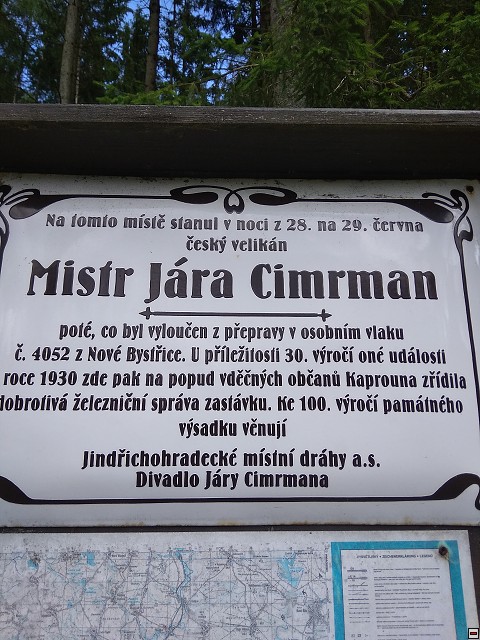 Na tomto místě stanul v noci z 28. na 29. června
český velikán
Mistr Jára Cimrman
poté, co byl vyloučen z přepravy v osobním vlaku
č. 4052 z Nové Bystřice. U příležitosti 30. výročí oné události
roce 1930 zde pak na popud vděčných občanů Kaprouna zřídila
dobrotivá železniční správa zastávku. Ke 100. výročí památného
výsadku věnují
Jindřichohradecké místní dráhy a.s.
Divadlo Járy Cimrmana